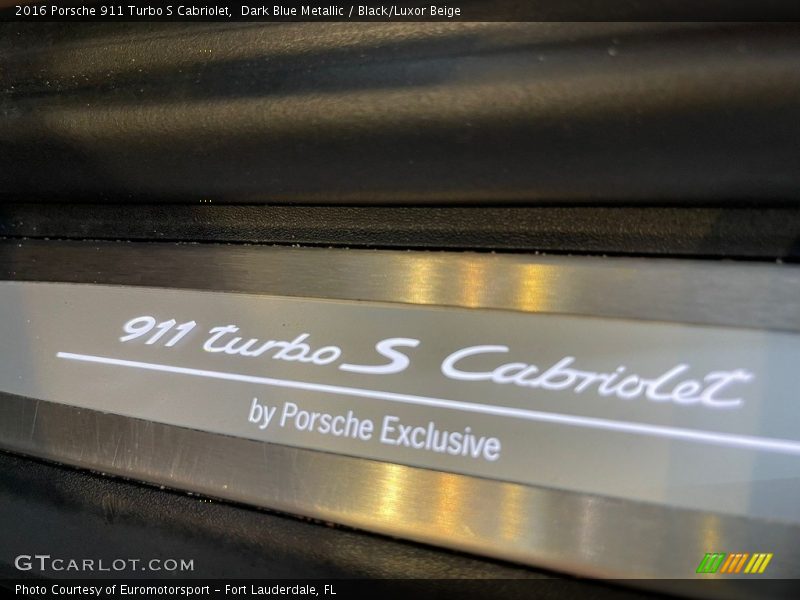 2016 Porsche 911 Turbo S Cabriolet,  Dark Blue Metallic / Black/Luxor Beige
911 turbo S Cabriolet
by Porsche Exclusive
GTCARLOT.COM
Photo Courtesy of Euromotorsport – Fort Lauderdale, FL